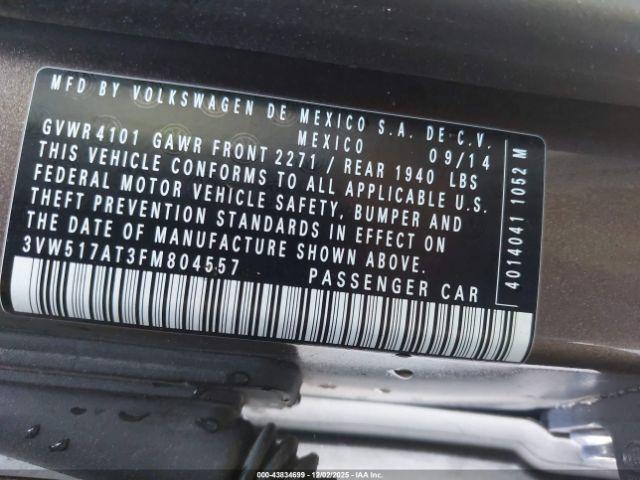 MFD BY VOLKSWAGEN DE MEXICO S.A. DE C.V.
MEXICO 09/14
GVWR 4101 GAWR FRONT 2271 / REAR 1940 LBS
THIS VEHICLE CONFORMS TO ALL APPLICABLE U.S.
FEDERAL MOTOR VEHICLE SAFETY, BUMPER AND
THEFT PREVENTION STANDARDS IN EFFECT ON
THE DATE OF MANUFACTURE SHOWN ABOVE.
3VW517AT3FM804557 PASSENGER CAR
4014041 1052 M
000-43834699 | 12/02/2025 - IAA Inc.